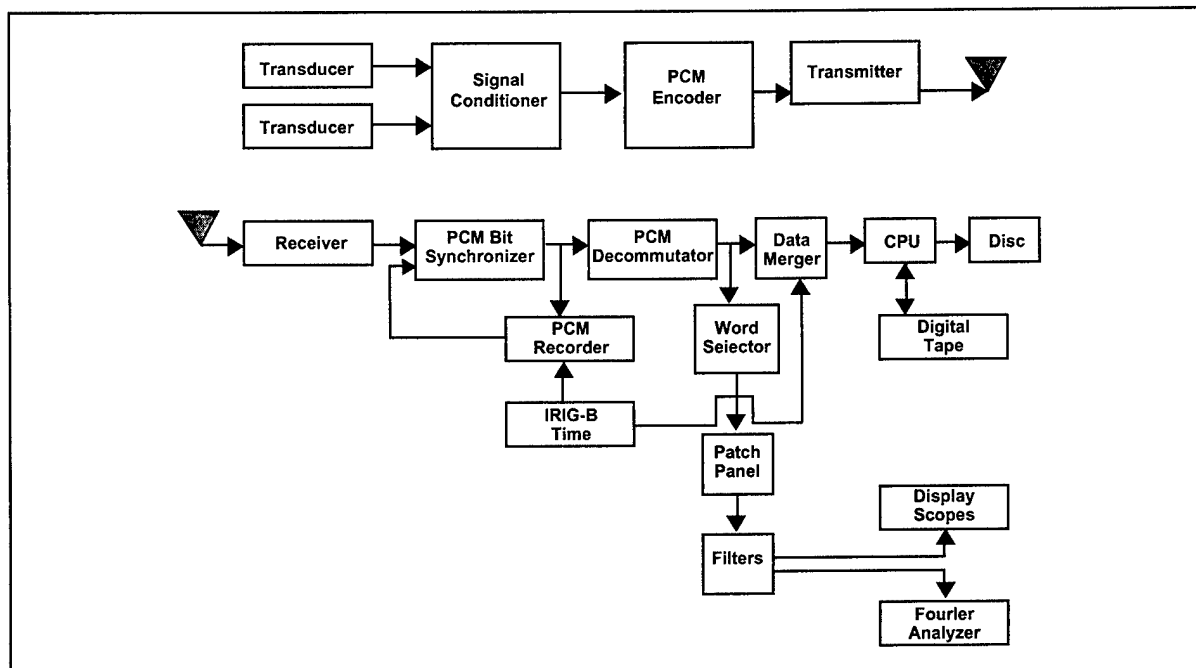 Transducer
Transducer
Signal
Conditioner
PCM
Encoder
Transmitter
Receiver
PCM Bit
Synchronizer
PCM
Decommutator
Data
Merger
CPU
Disc
PCM
Recorder
Word
Seiector
Digital
Tape
IRIG-B
Time
Patch
Panel
Filters
Display
Scopes
Fourler
Analyzer